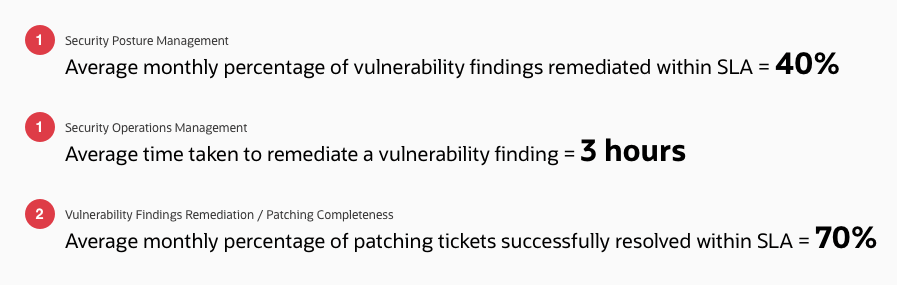 1
Security Posture Management
Average monthly percentage of vulnerability findings remediated within SLA = 40%
1
Security Operations Management
Average time taken to remediate a vulnerability finding = 3 hours
2
Vulnerability Findings Remediation / Patching Completeness
Average monthly percentage of patching tickets successfully resolved within SLA = 70%